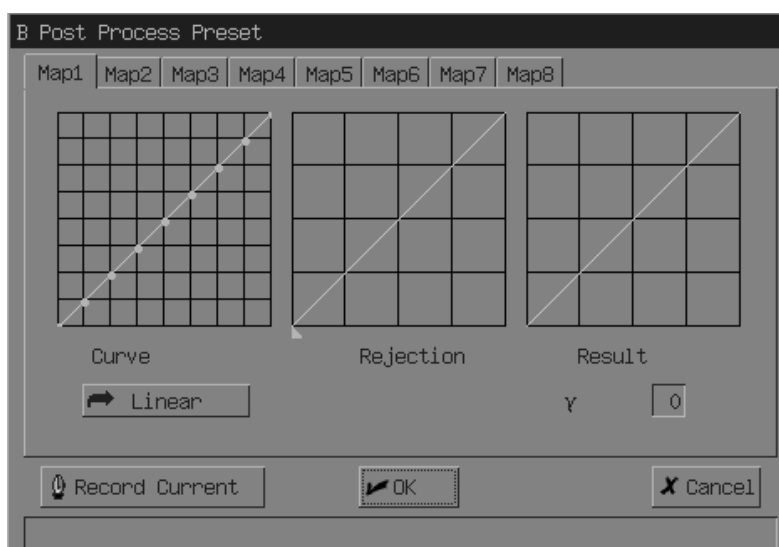 B Post Process Preset
Map1 Map2 Map3 Map4 Map5 Map6 Map7 Map8
Curve Rejection Result
Linear γ 0
Record Current OK Cancel